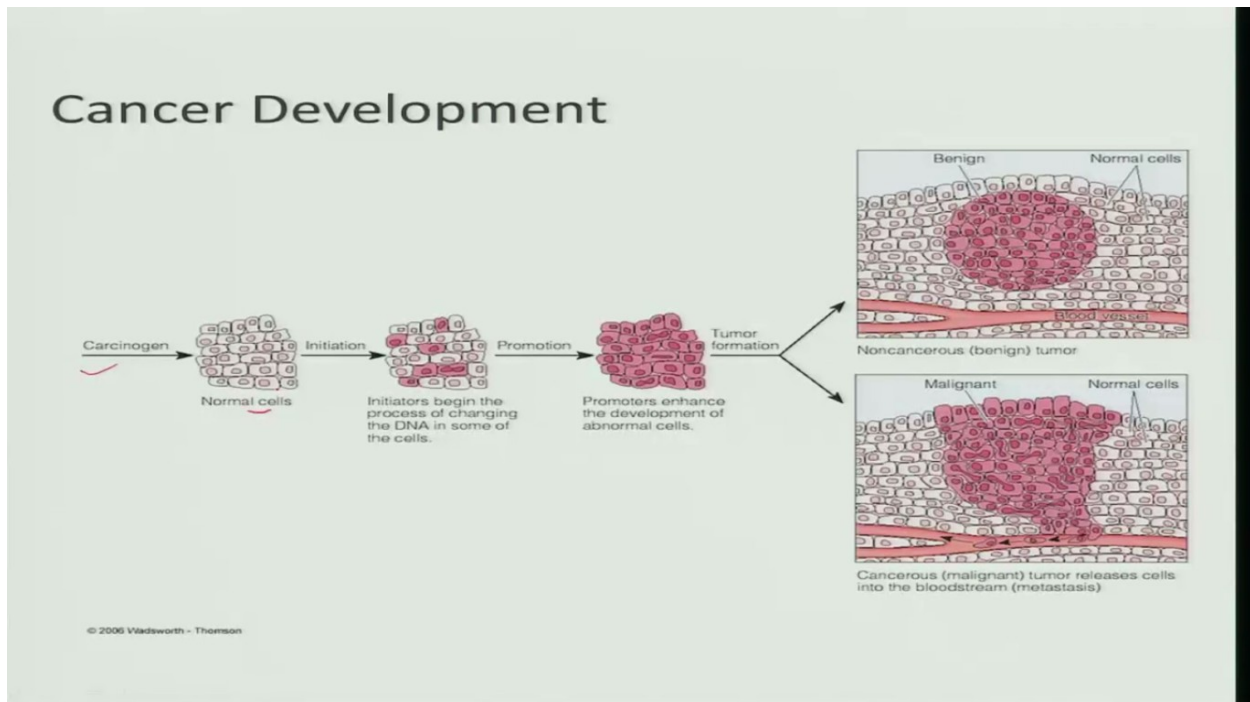 Cancer Development
Carcinogen
Normal cells
Initiation
Initiators begin the
process of changing
the DNA in some of
the cells.
Promotion
Promoters enhance
the development of
abnormal cells.
Tumor
formation
Benign
Normal cells
Blood vessel
Noncancerous (benign) tumor
Malignant
Normal cells
Cancerous (malignant) tumor releases cells
into the bloodstream (metastasis)
© 2006 Wadsworth - Thomson